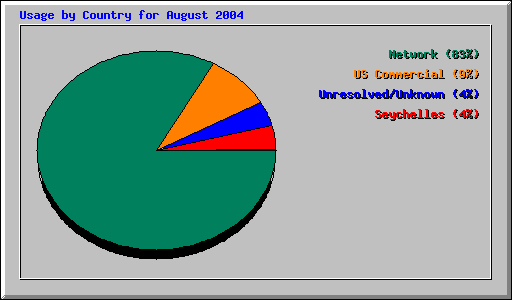 Usage by Country for August 2004
Network (83%)
US Commercial (9%)
Unresolved/Unknown (4%)
Seychelles (4%)